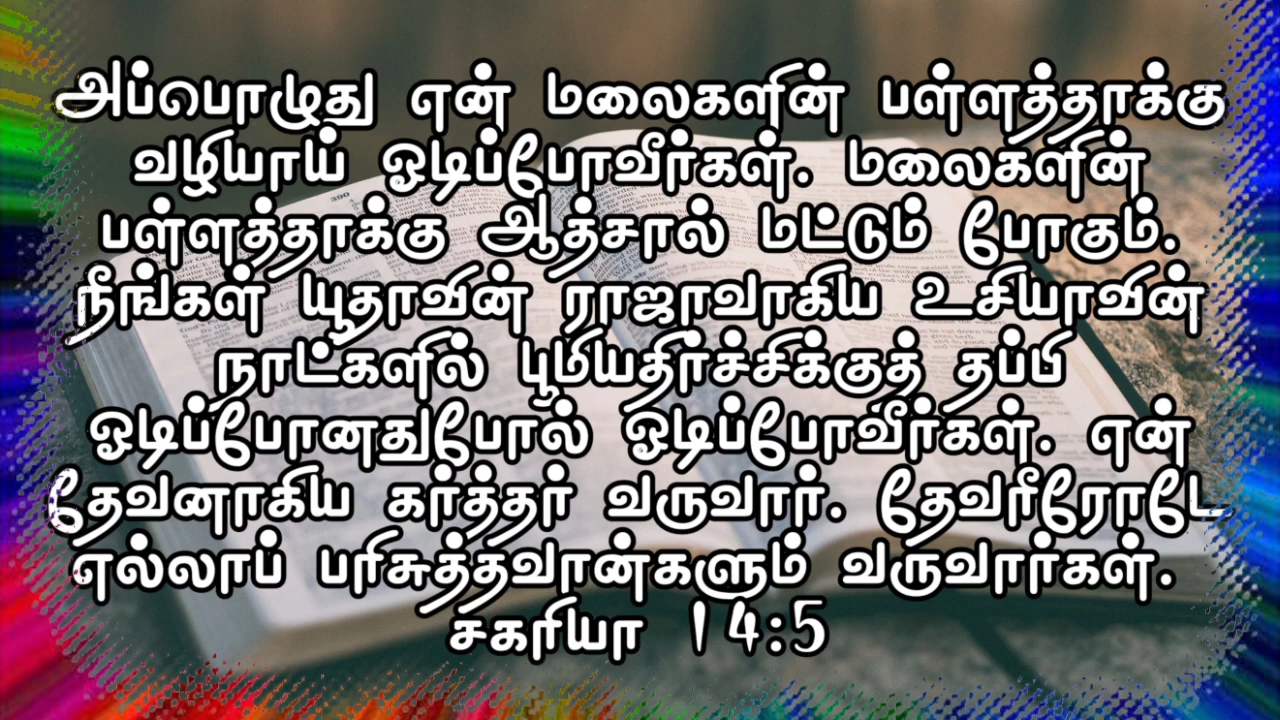 அப்பொழுது என் மலைகளின் பள்ளத்தாக்கு
வழியாய் ஓடிப்போவீர்கள். மலைகளின்
பள்ளத்தாக்கு ஆத்சால் மட்டும் போகும்.
நீங்கள் யூதாவின் ராஜாவாகிய உசியாவின்
நாட்களில் பூமியதிர்ச்சிக்குத் தப்பி
ஓடிப்போனதுபோல் ஓடிப்போவீர்கள். என்
தேவனாகிய கர்த்தர் வருவார். தேவரீரோடே
எல்லாப் பரிசுத்தவான்களும் வருவார்கள்.
சகரியா 14:5